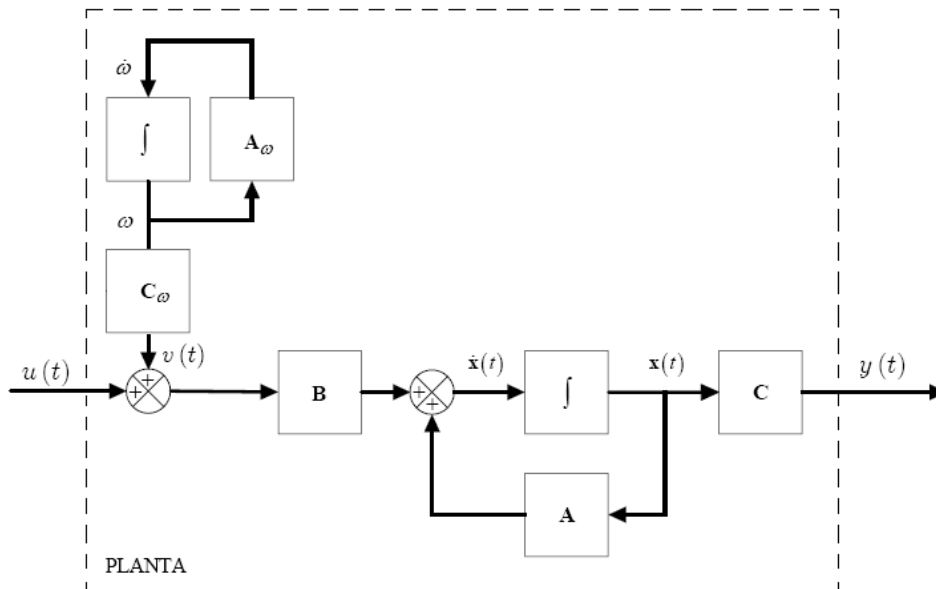 ω̇
∫
A_ω
ω
C_ω
u(t)
v(t)
+
+
B
+
+
ẋ(t)
∫
x(t)
C
y(t)
A
PLANTA